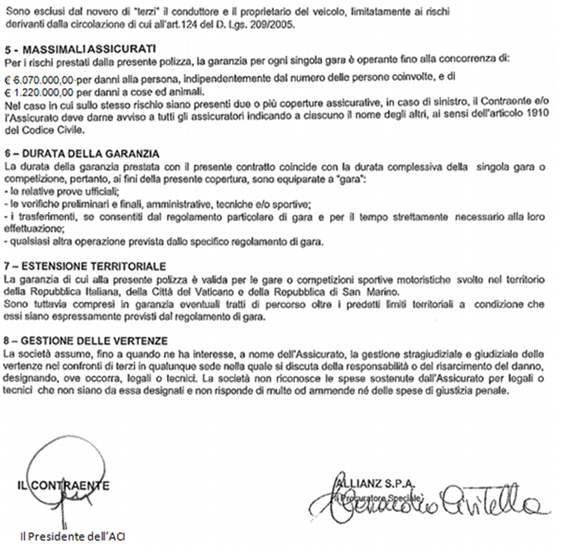 Sono esclusi dal novero di "terzi" il conduttore e il proprietario del veicolo, limitatamente ai rischi
derivanti dalla circolazione di cui all'art.124 del D. Lgs. 209/2005.
5 - MASSIMALI ASSICURATI
Per i rischi prestati dalla presente polizza, la garanzia per ogni singola gara è operante fino alla concorrenza di:
€ 6.070.000,00 per danni alla persona, indipendentemente dal numero delle persone coinvolte, e di
€ 1.220.000,00 per danni a cose ed animali.
Nel caso in cui sullo stesso rischio siano presenti due o più coperture assicurative, in caso di sinistro, il Contraente e/o
l'Assicurato deve darne avviso a tutti gli assicuratori indicando a ciascuno il nome degli altri, ai sensi dell'articolo 1910
del Codice Civile.
6 – DURATA DELLA GARANZIA
La durata della garanzia prestata con il presente contratto coincide con la durata complessiva della singola gara o
competizione, pertanto, ai fini della presente copertura, sono equiparate a "gara":
- le relative prove ufficiali;
- le verifiche preliminari e finali, amministrative, tecniche e/o sportive;
- i trasferimenti, se consentiti dal regolamento particolare di gara e per il tempo strettamente necessario alla loro
effettuazione;
- qualsiasi altra operazione prevista dallo specifico regolamento di gara.
7 – ESTENSIONE TERRITORIALE
La garanzia di cui alla presente polizza è valida per le gare o competizioni sportive motoristiche svolte nel territorio
della Repubblica Italiana, della Città del Vaticano e della Repubblica di San Marino.
Sono tuttavia compresi in garanzia eventuali tratti di percorso oltre i predetti limiti territoriali a condizione che
essi siano espressamente previsti dal regolamento di gara.
8 – GESTIONE DELLE VERTENZE
La società assume, fino a quando ne ha interesse, a nome dell'Assicurato, la gestione stragiudiziale e giudiziale delle
vertenze nei confronti di terzi in qualunque sede nella quale si discuta della responsabilità o del risarcimento del danno,
designando, ove occorra, legali o tecnici. La società non riconosce le spese sostenute dall'Assicurato per legali o
tecnici che non siano da essa designati e non risponde di multe od ammende né delle spese di giustizia penale.
IL CONTRAENTE
ALLIANZ S.P.A.
Il Procuratore Speciale
Civitella
Il Presidente dell'ACI